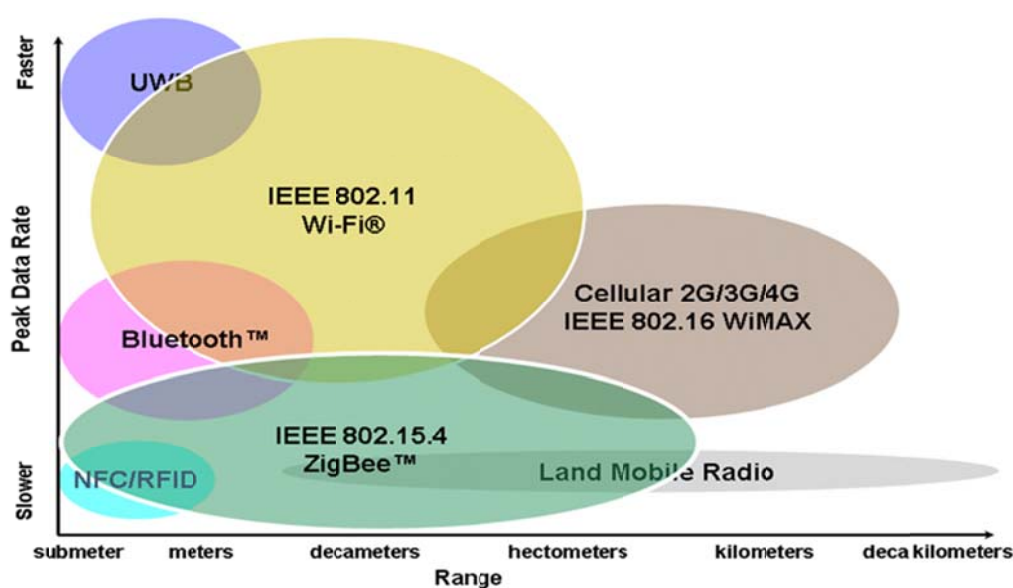 Faster
UWB
IEEE 802.11
Wi-Fi®
Peak Data Rate
Cellular 2G/3G/4G
IEEE 802.16 WiMAX
Bluetooth™
IEEE 802.15.4
ZigBee™
NFC/RFID
Land Mobile Radio
Slower
submeter meters decameters hectometers kilometers deca kilometers
Range